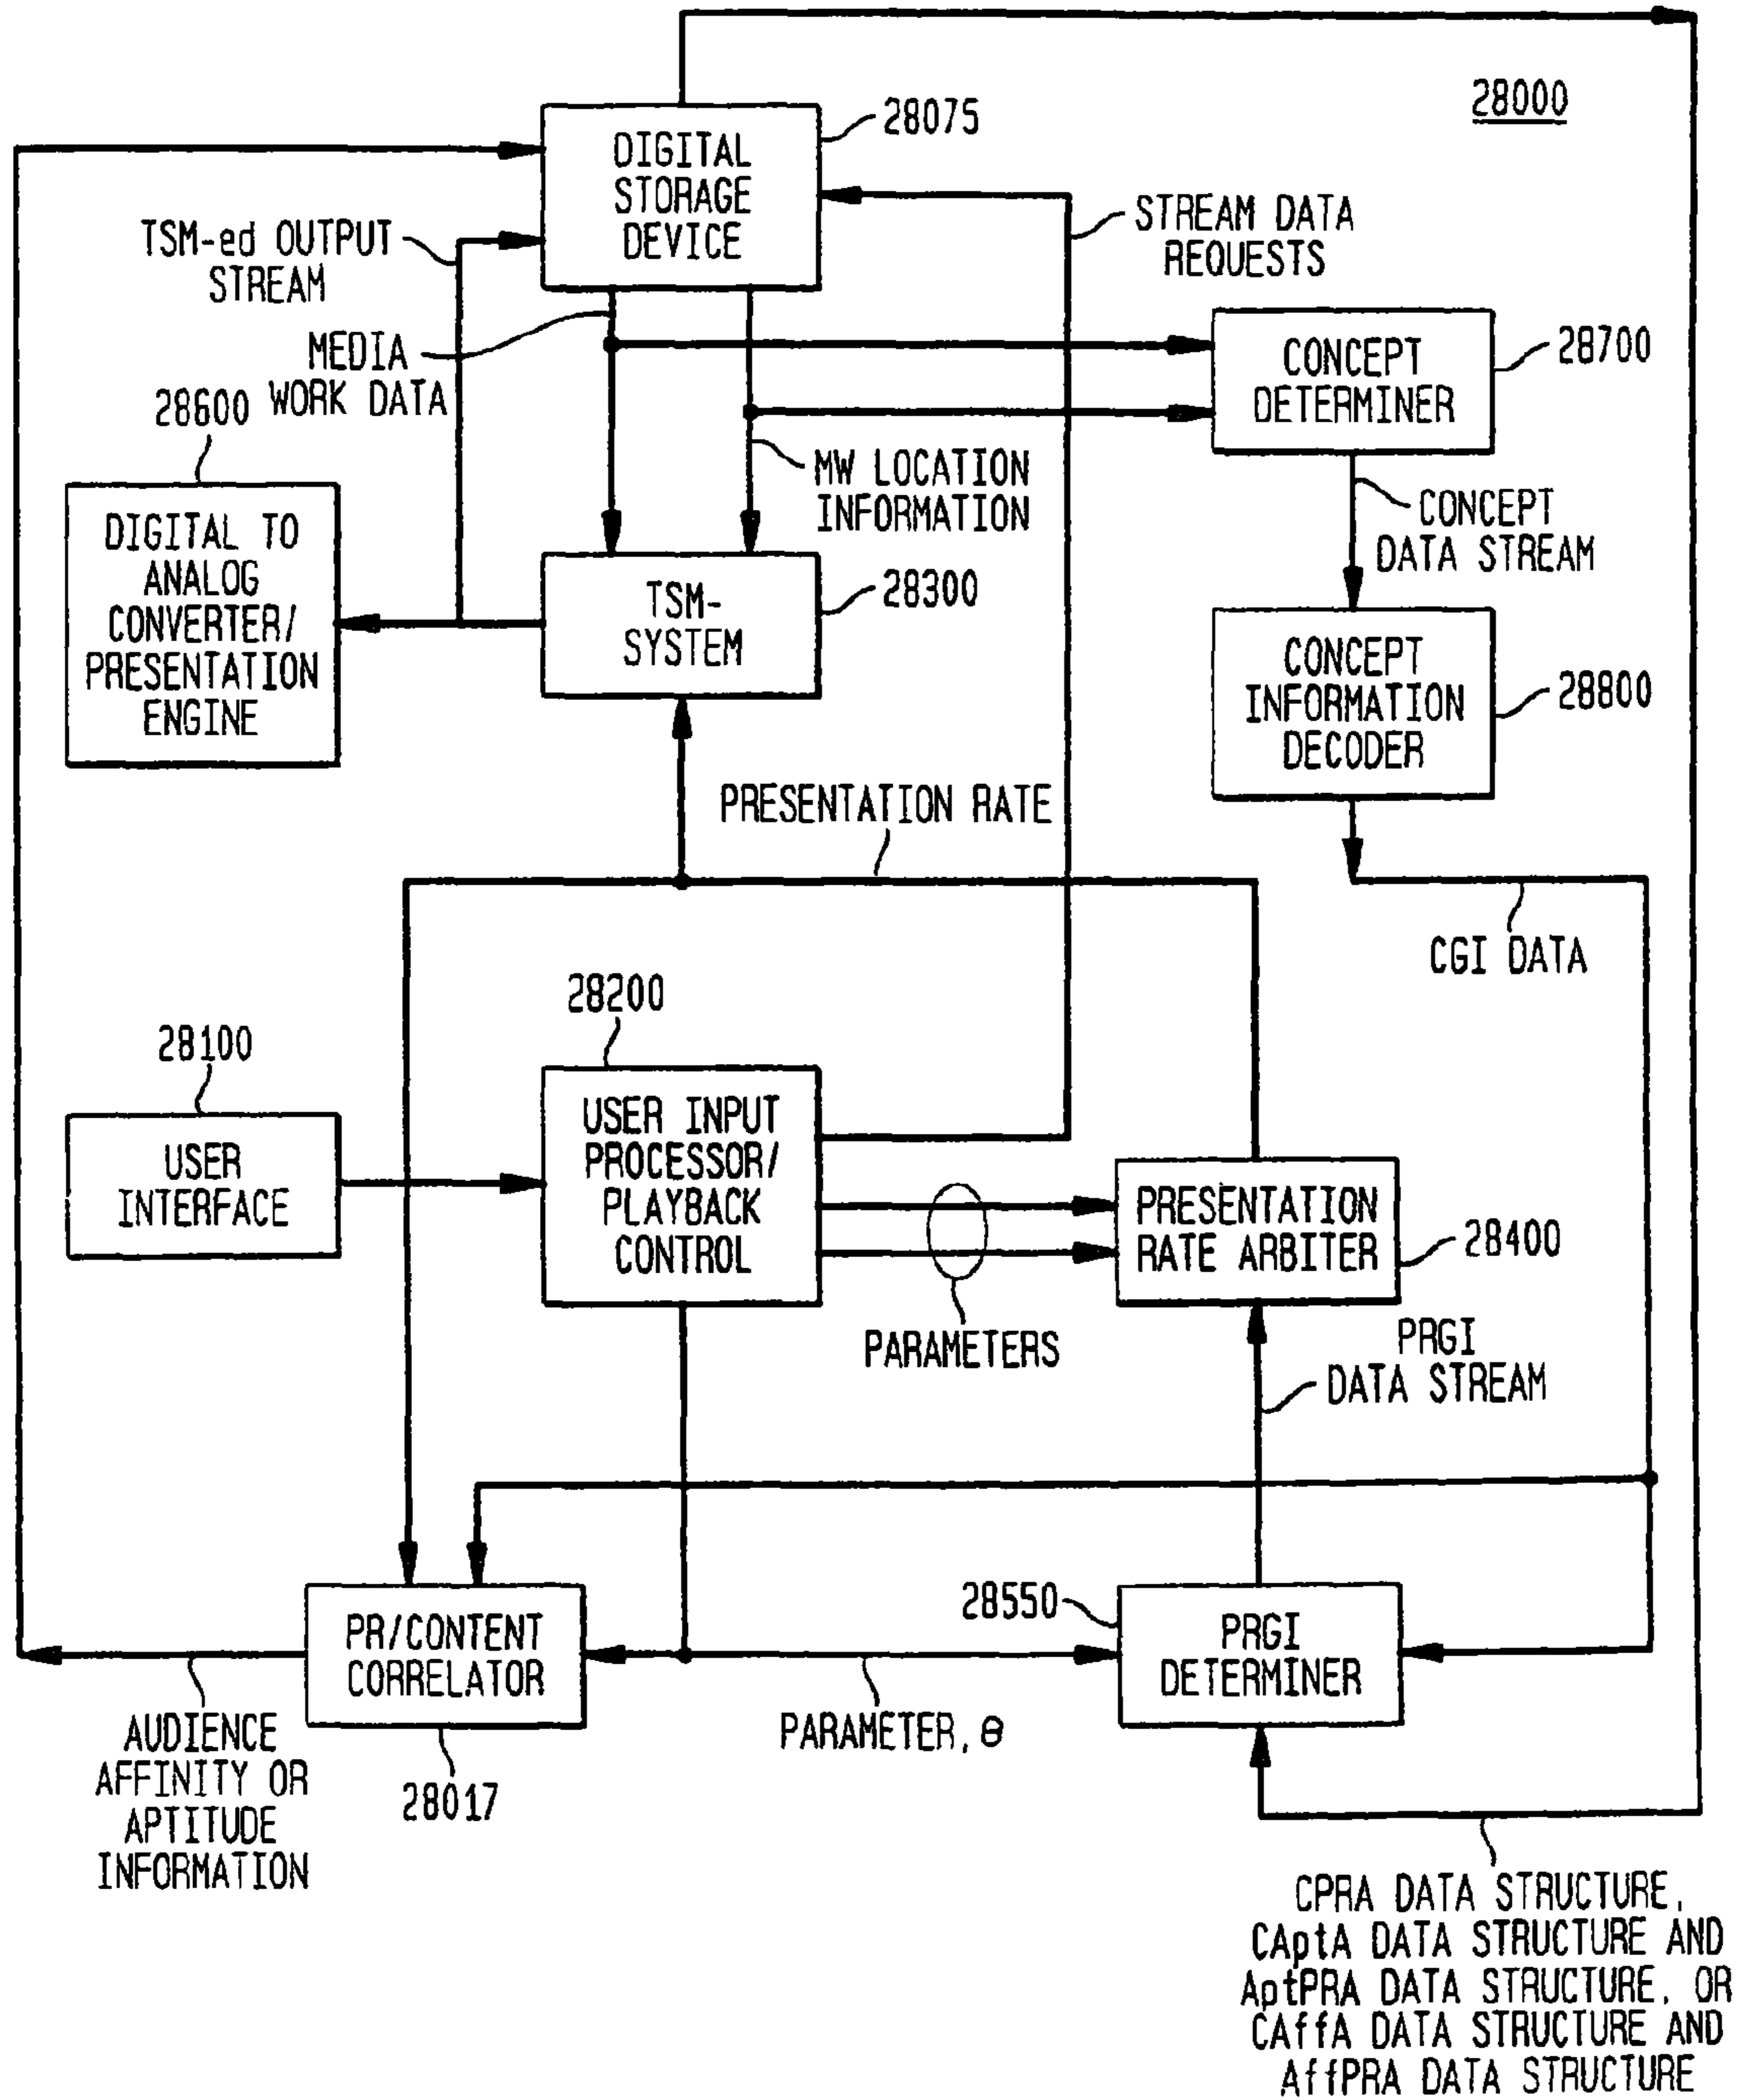 28000
28075
DIGITAL
STORAGE
DEVICE
TSM-ed OUTPUT
STREAM
STREAM DATA
REQUESTS
MEDIA
WORK DATA
28700
CONCEPT
DETERMINER
28600
MW LOCATION
INFORMATION
CONCEPT
DATA STREAM
DIGITAL TO
ANALOG
CONVERTER/
PRESENTATION
ENGINE
28300
TSM-
SYSTEM
CONCEPT
INFORMATION
DECODER
28800
PRESENTATION RATE
CGI DATA
28200
28100
USER
INTERFACE
USER INPUT
PROCESSOR/
PLAYBACK
CONTROL
PRESENTATION
RATE ARBITER
28400
PARAMETERS
PRGI
DATA STREAM
28550
PR/CONTENT
CORRELATOR
PRGI
DETERMINER
PARAMETER, θ
AUDIENCE
AFFINITY OR
APTITUDE
INFORMATION
28017
CPRA DATA STRUCTURE,
CAptA DATA STRUCTURE AND
AptPRA DATA STRUCTURE, OR
CAffA DATA STRUCTURE AND
AffPRA DATA STRUCTURE